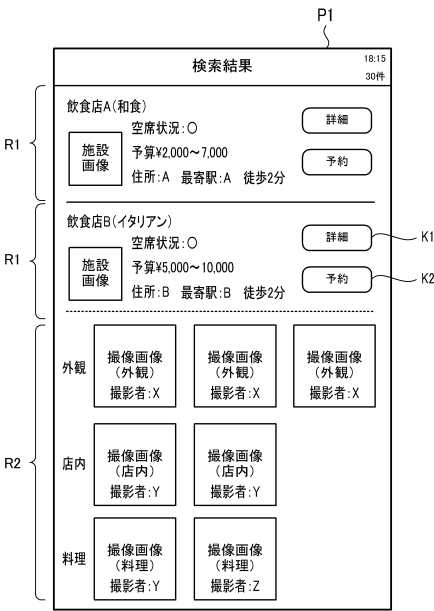 P1
検索結果
18:15
30件
R1
飲食店A(和食)
空席状況:○
施設
画像
予算¥2,000～7,000
住所:A 最寄駅:A 徒歩2分
詳細
予約
R1
飲食店B(イタリアン)
空席状況:○
施設
画像
予算¥5,000～10,000
住所:B 最寄駅:B 徒歩2分
詳細
K1
予約
K2
R2
外観
撮像画像
(外観)
撮影者:X
撮像画像
(外観)
撮影者:X
撮像画像
(外観)
撮影者:X
店内
撮像画像
(店内)
撮影者:Y
撮像画像
(店内)
撮影者:Y
料理
撮像画像
(料理)
撮影者:Y
撮像画像
(料理)
撮影者:Z